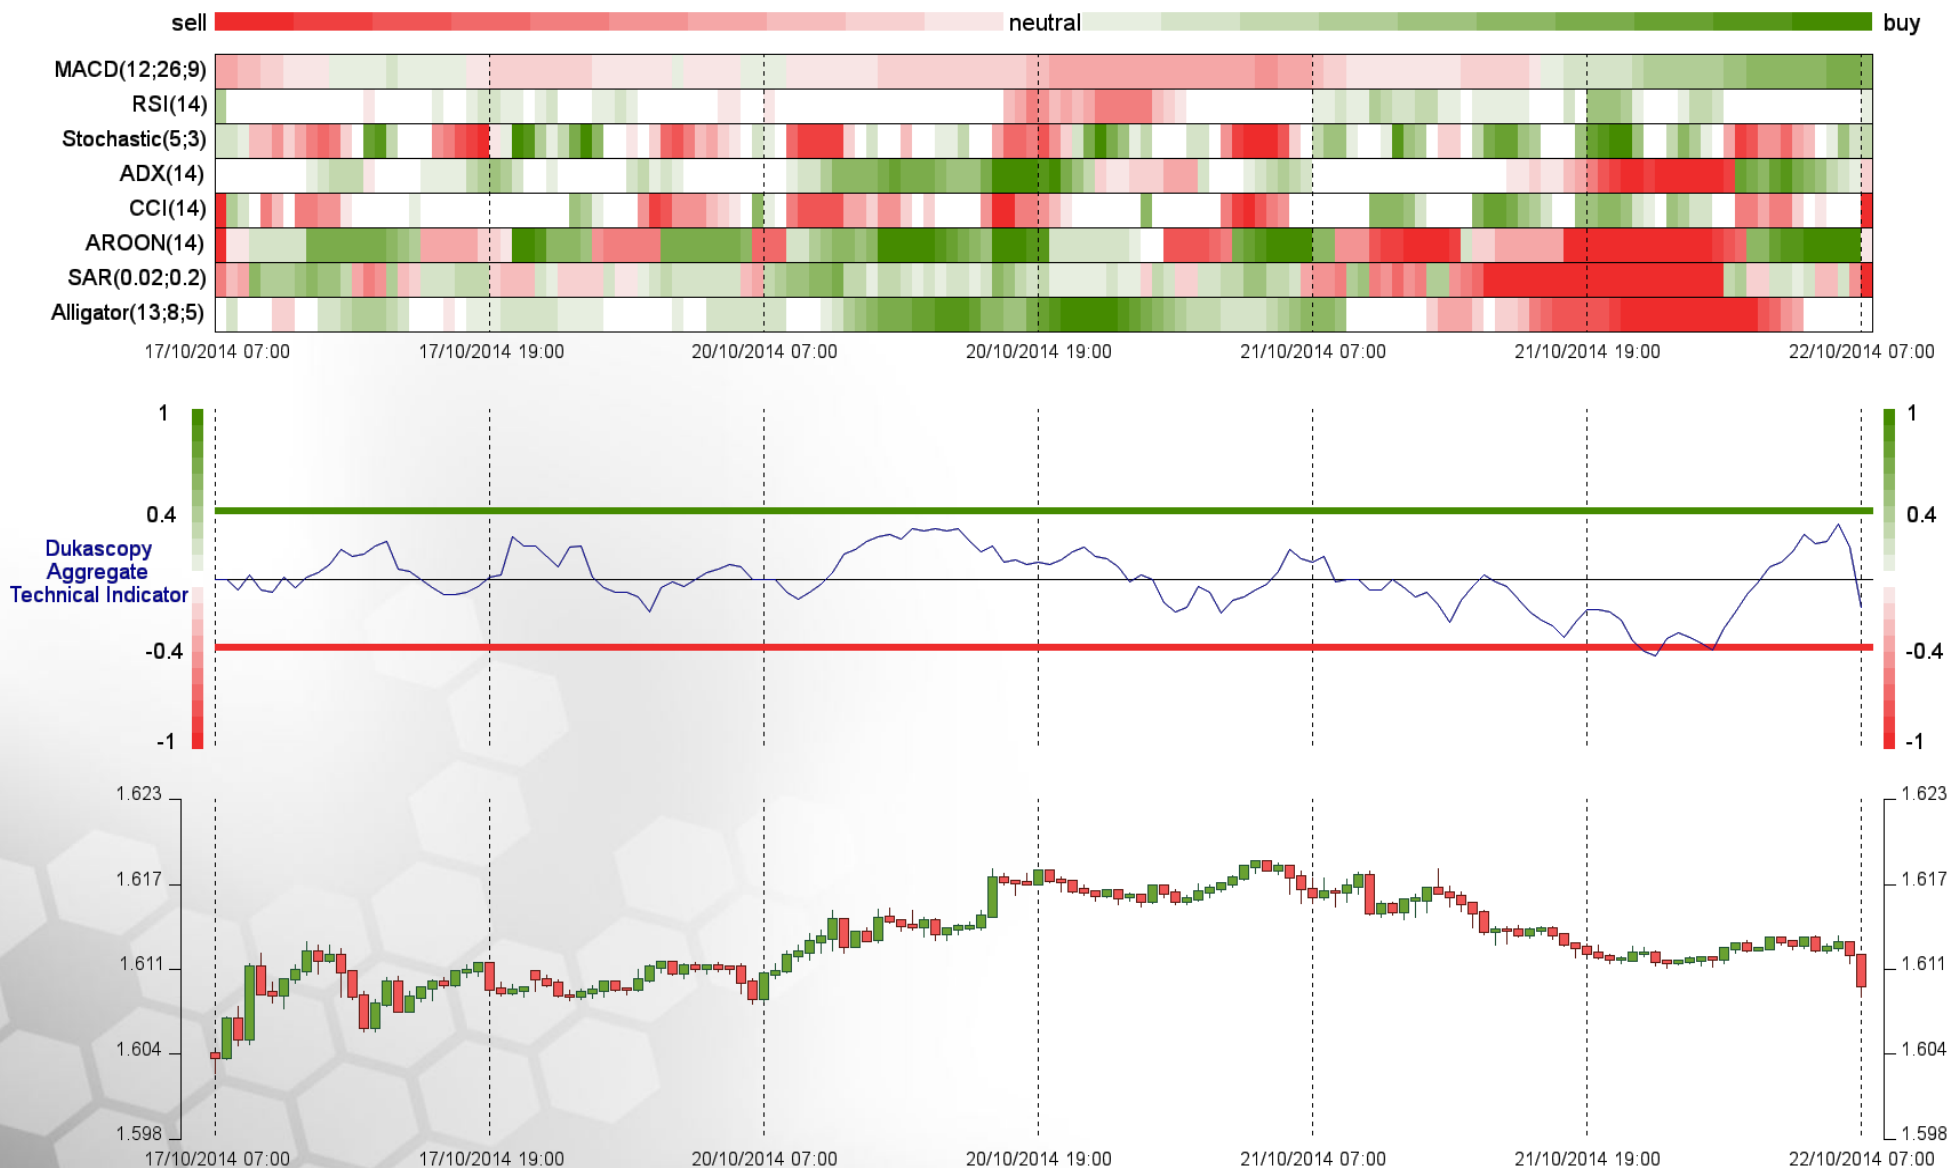 sell neutral buy
MACD(12;26;9)
RSI(14)
Stochastic(5;3)
ADX(14)
CCI(14)
AROON(14)
SAR(0.02;0.2)
Alligator(13;8;5)
17/10/2014 07:00 17/10/2014 19:00 20/10/2014 07:00 20/10/2014 19:00 21/10/2014 07:00 21/10/2014 19:00 22/10/2014 07:00
1 1
0.4 0.4
Dukascopy
Aggregate
Technical Indicator
-0.4 -0.4
-1 -1
1.623 1.623
1.617 1.617
1.611 1.611
1.604 1.604
1.598 1.598
17/10/2014 07:00 17/10/2014 19:00 20/10/2014 07:00 20/10/2014 19:00 21/10/2014 07:00 21/10/2014 19:00 22/10/2014 07:00